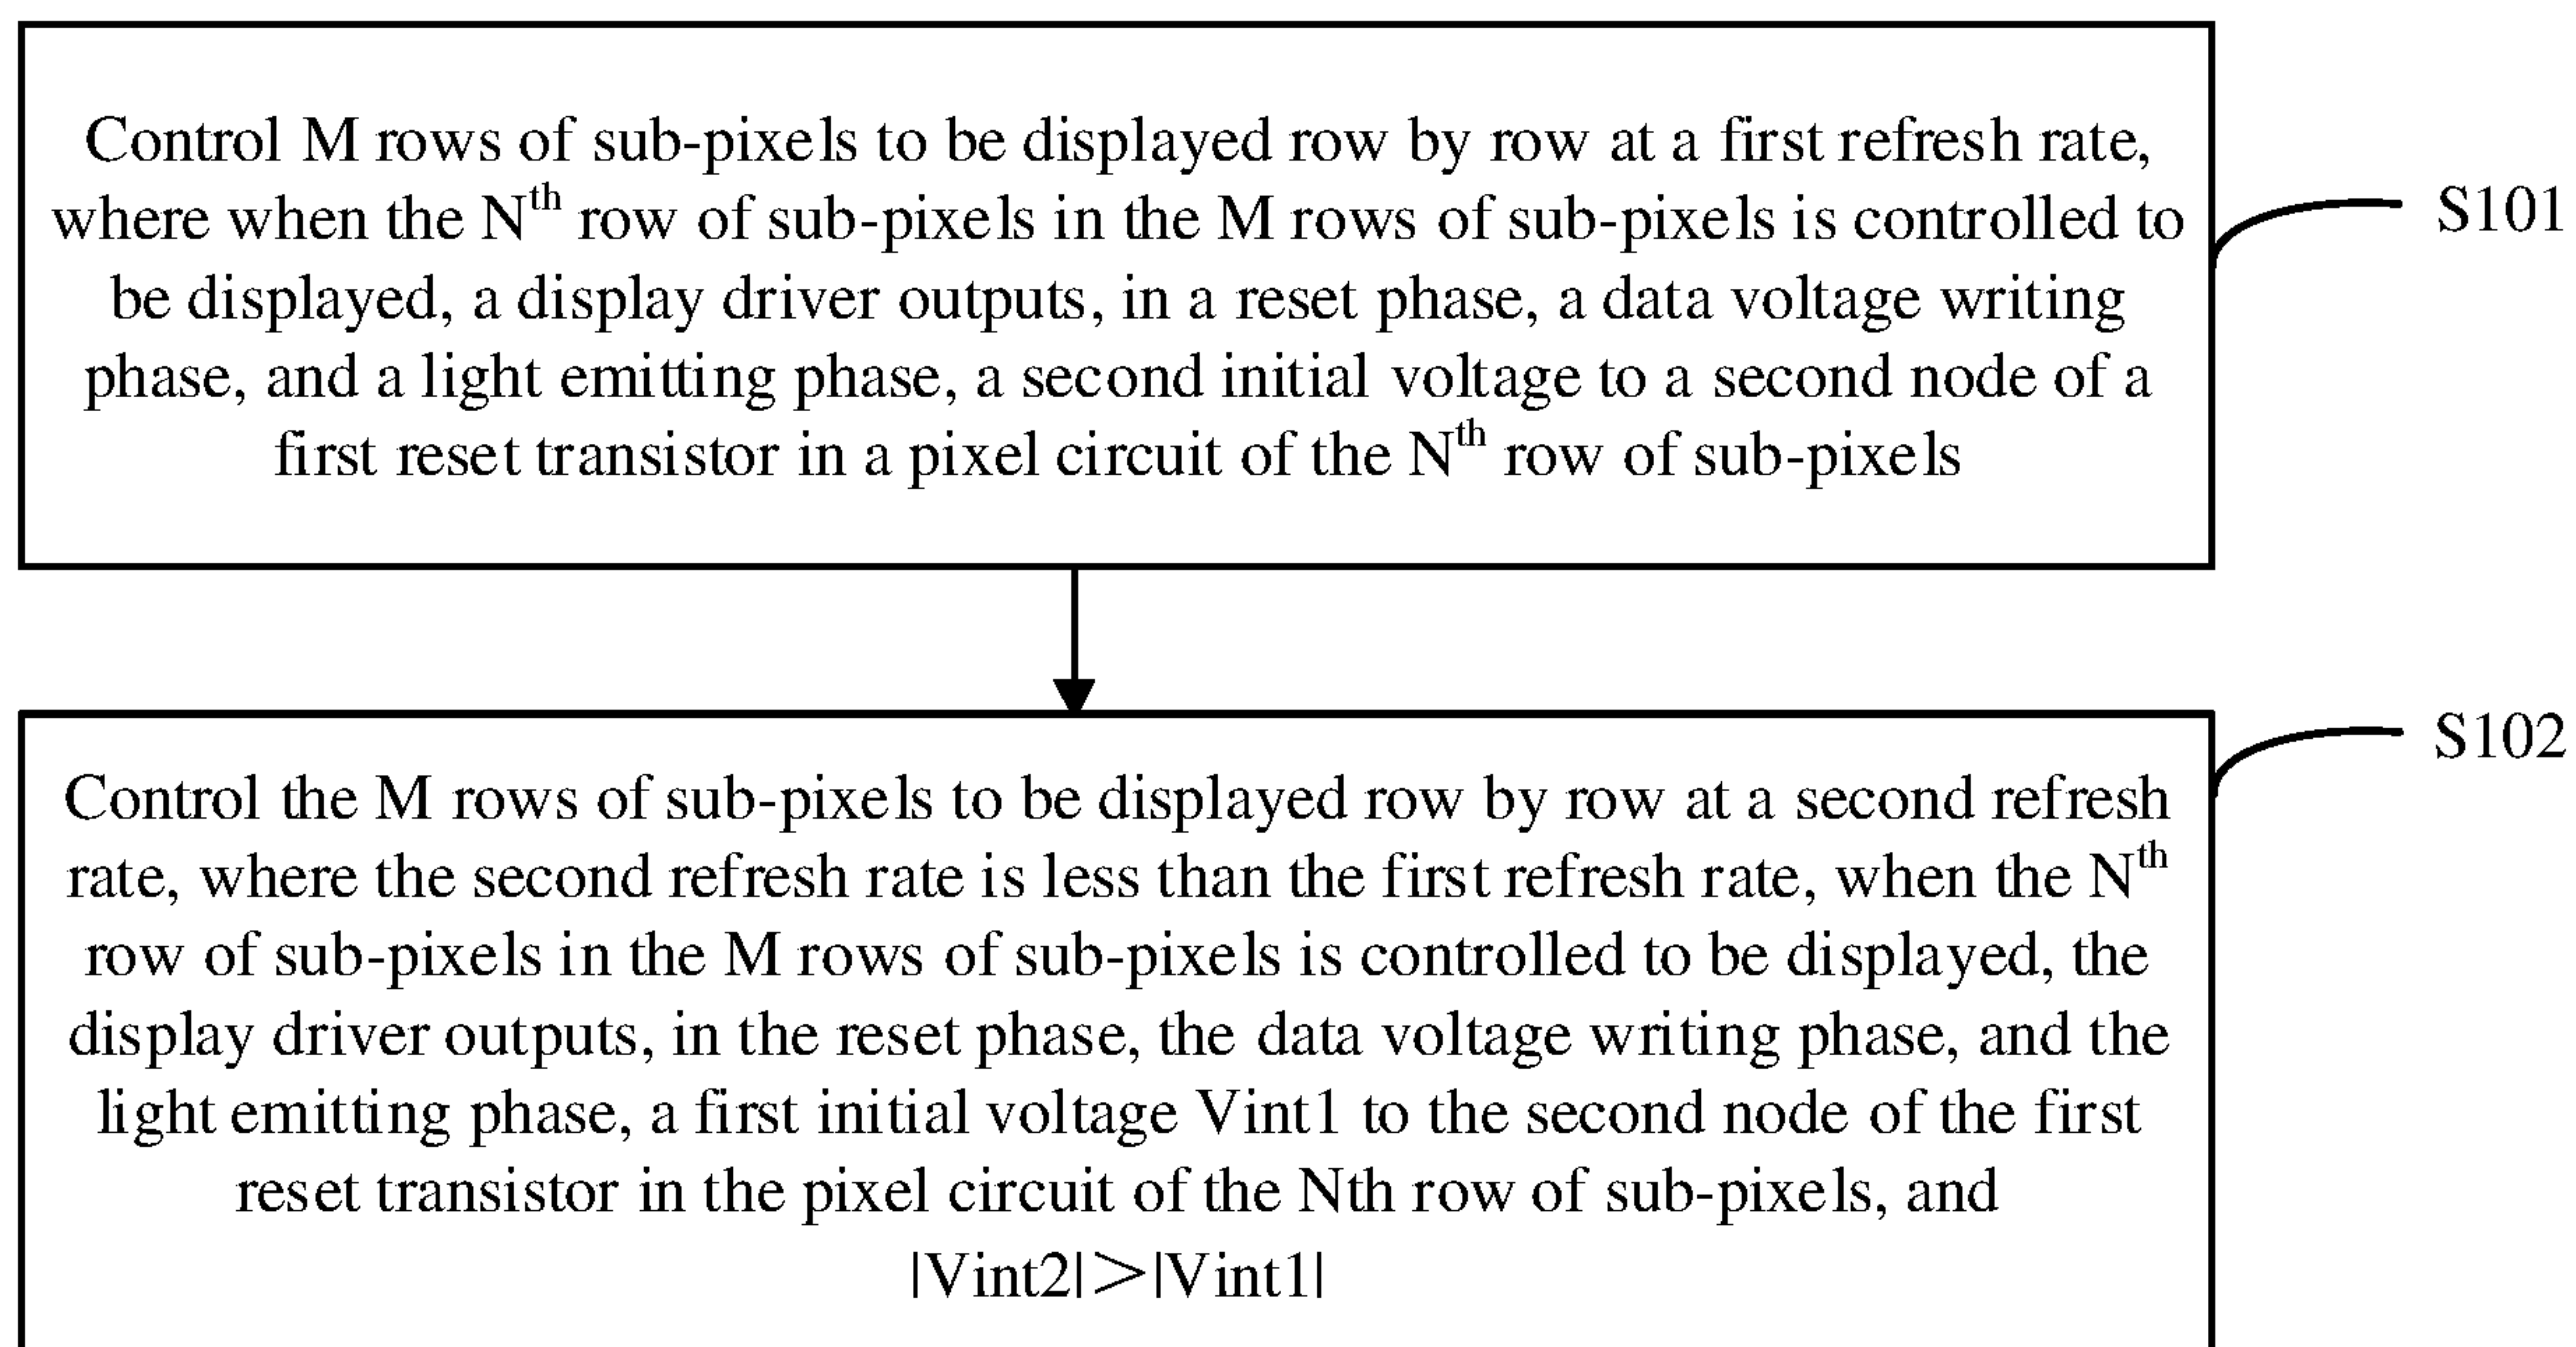 Control M rows of sub-pixels to be displayed row by row at a first refresh rate,
where when the Nth row of sub-pixels in the M rows of sub-pixels is controlled to
be displayed, a display driver outputs, in a reset phase, a data voltage writing
phase, and a light emitting phase, a second initial voltage to a second node of a
first reset transistor in a pixel circuit of the Nth row of sub-pixels
S101
Control the M rows of sub-pixels to be displayed row by row at a second refresh
rate, where the second refresh rate is less than the first refresh rate, when the Nth
row of sub-pixels in the M rows of sub-pixels is controlled to be displayed, the
display driver outputs, in the reset phase, the data voltage writing phase, and the
light emitting phase, a first initial voltage Vint1 to the second node of the first
reset transistor in the pixel circuit of the Nth row of sub-pixels, and
|Vint2|>|Vint1|
S102